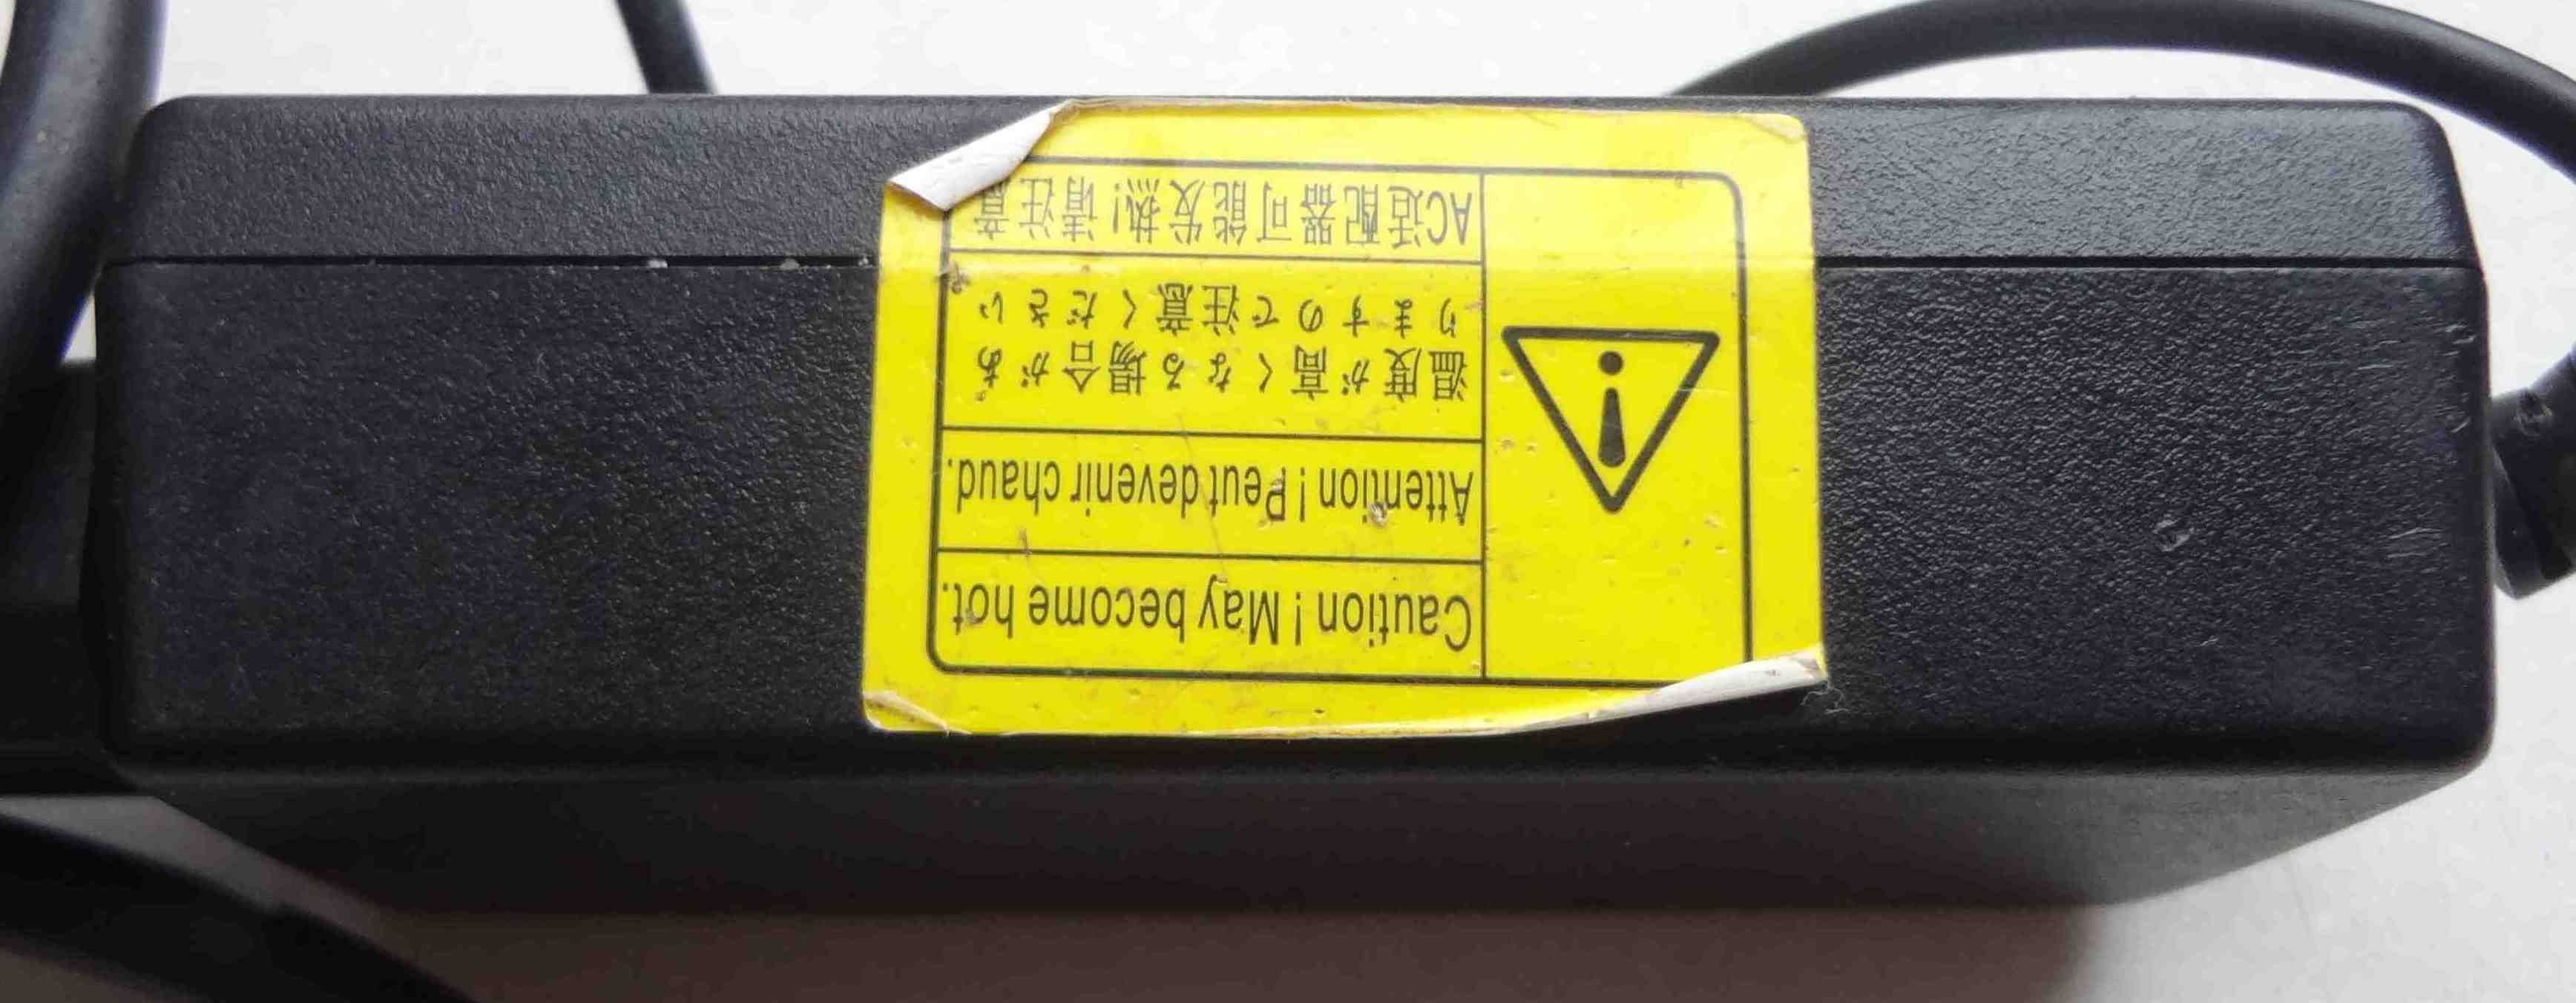 Caution ! May become hot.
Attention ! Peut devenir chaud.
温度が高くなる場合があ
りますので注意ください
AC适配器可能发热!请注意